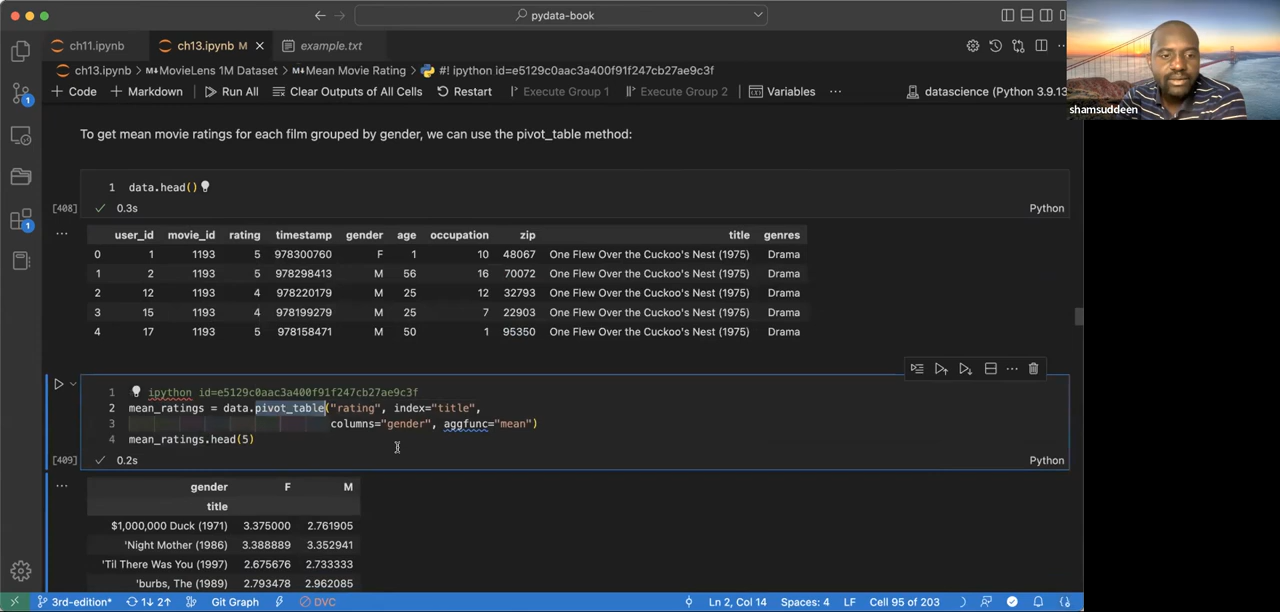 pydata-book
ch11.ipynb
ch13.ipynb M
example.txt
ch13.ipynb > M↓MovieLens 1M Dataset > M↓Mean Movie Rating > #! ipython id=e5129c0aac3a400f91f247cb27ae9c3f
+ Code + Markdown Run All Clear Outputs of All Cells Restart Execute Group 1 Execute Group 2 Variables ... datascience (Python 3.9.13
shamsuddeen
To get mean movie ratings for each film grouped by gender, we can use the pivot_table method:
1 data.head()
[408] ✓ 0.3s Python
... user_id movie_id rating timestamp gender age occupation zip title genres
0 1 1193 5 978300760 F 1 10 48067 One Flew Over the Cuckoo's Nest (1975) Drama
1 2 1193 5 978298413 M 56 16 70072 One Flew Over the Cuckoo's Nest (1975) Drama
2 12 1193 4 978220179 M 25 12 32793 One Flew Over the Cuckoo's Nest (1975) Drama
3 15 1193 4 978199279 M 25 7 22903 One Flew Over the Cuckoo's Nest (1975) Drama
4 17 1193 5 978158471 M 50 1 95350 One Flew Over the Cuckoo's Nest (1975) Drama
1 ipython id=e5129c0aac3a400f91f247cb27ae9c3f
2 mean_ratings = data.pivot_table("rating", index="title",
3 columns="gender", aggfunc="mean")
4 mean_ratings.head(5)
[409] ✓ 0.2s Python
... gender F M
title
$1,000,000 Duck (1971) 3.375000 2.761905
'Night Mother (1986) 3.388889 3.352941
'Til There Was You (1997) 2.675676 2.733333
'burbs, The (1989) 2.793478 2.962085
3rd-edition* 1↓ 2↑ Git Graph DVC Ln 2, Col 14 Spaces: 4 LF Cell 95 of 203
1
1